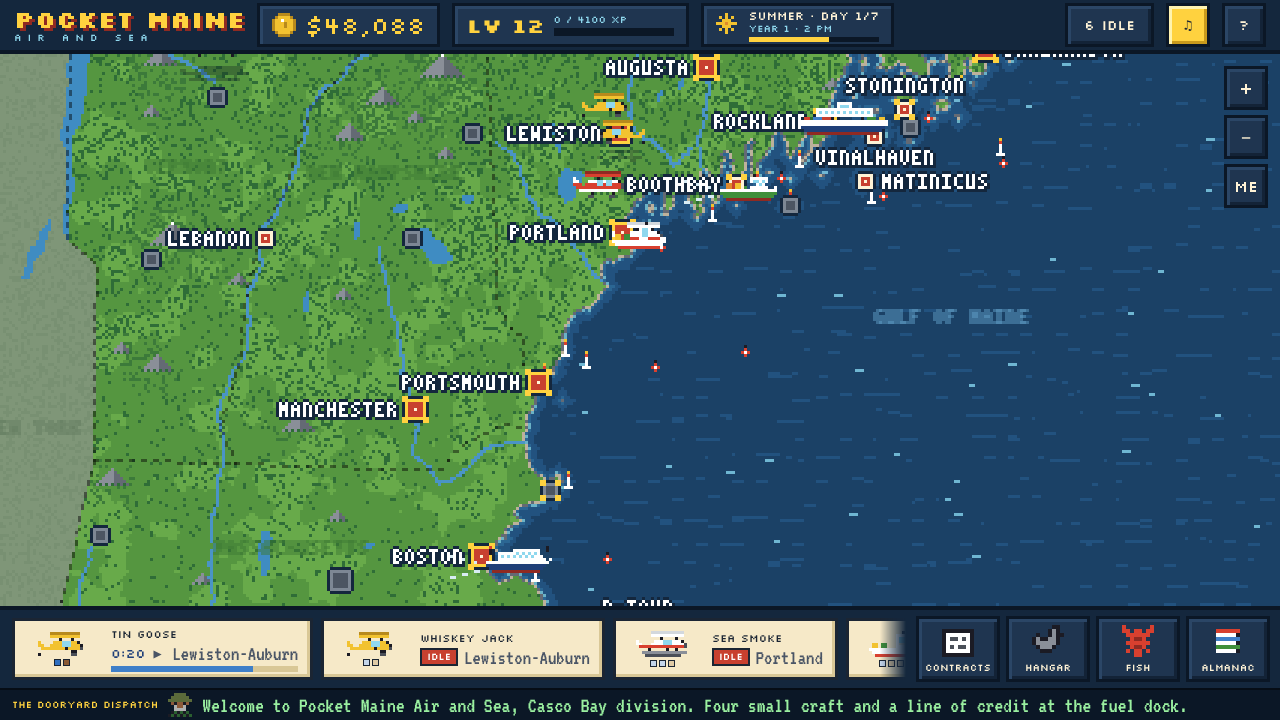 POCKET MAINE
AIR AND SEA
$48,088
LV 12
0 / 4100 XP
SUMMER · DAY 1/7
YEAR 1 · 2 PM
6 IDLE
♫
?
+
−
ME
AUGUSTA
STONINGTON
LEWISTON
ROCKLAN
VINALHAVEN
BOOTHBAY
MATINICUS
LEBANON
PORTLAND
GULF OF MAINE
PORTSMOUTH
MANCHESTER
BOSTON
TIN GOOSE
0:20 ► Lewiston-Auburn
WHISKEY JACK
IDLE Lewiston-Auburn
SEA SMOKE
IDLE Portland
CONTRACTS
HANGAR
FISH
ALMANAC
THE DOORYARD DISPATCH
Welcome to Pocket Maine Air and Sea, Casco Bay division. Four small craft and a line of credit at the fuel dock.